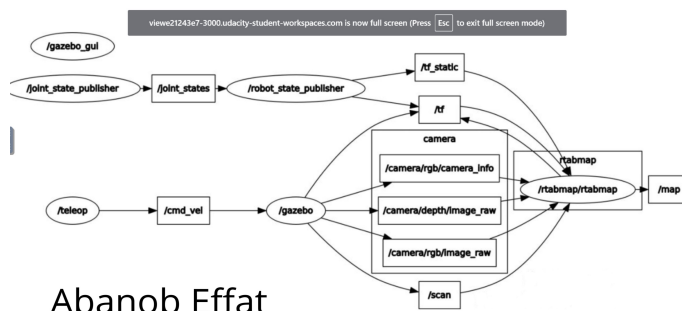 viewe21243e7-3000.udacity-student-workspaces.com is now full screen (Press Esc to exit full screen mode)
/gazebo_gui
/joint_state_publisher
/joint_states
/robot_state_publisher
/tf_static
/tf
camera
/camera/rgb/camera_info
/camera/depth/image_raw
/camera/rgb/image_raw
rtabmap
/rtabmap/rtabmap
/map
/teleop
/cmd_vel
/gazebo
/scan
Abanob Effat